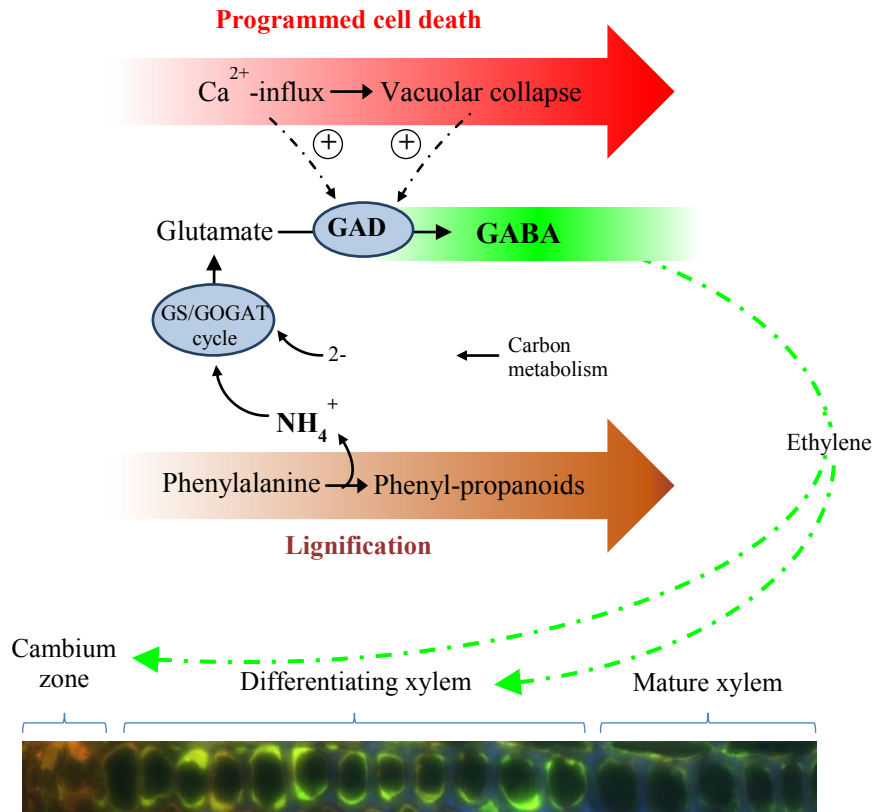 Programmed cell death
Ca2+-influx Vacuolar collapse
+ +
Glutamate GAD GABA
GS/GOGAT
cycle
2-
Carbon
metabolism
NH4+
Ethylene
Phenylalanine Phenyl-propanoids
Lignification
Cambium
zone
Differentiating xylem
Mature xylem